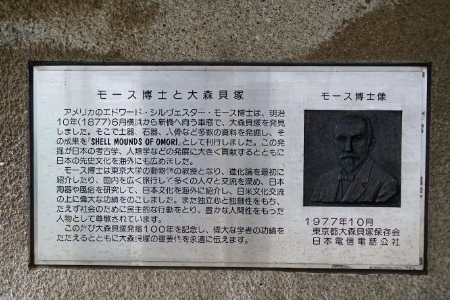 モース博士と大森貝塚
アメリカのエドワード・シルヴェスター・モース博士は、明治
10年(1877)6月横浜から新橋へ向う車窓で、大森貝塚を発見
しました。そこで土器、石器、人骨など多数の資料を発掘し、そ
の成果を「SHELL MOUNDS OF OMORI」として刊行しました。この発
掘が日本の考古学、人類学などの発展に大きく貢献するとともに
日本の先史文化を海外にも広めました。
モース博士は東京大学の動物学の教授となり、進化論を最初に
紹介したり、国内を広く旅行して多くの人々と交流を深め、日本
陶器や風俗を研究して、日本文化を海外に紹介し、日米文化交流
の上に偉大な功績をのこしました。また独立心と独創性をもち、
たえず社会のために民主的な行動をとり、豊かな人間性をもった
人物として尊敬されています。
このたび大森貝塚発掘100年を記念し、偉大な学者の功績を
たたえるとともに大森貝塚の重要性を永遠に伝えます。
モース博士像
1977年10月
東京都大森貝塚保存会
日本電信電話公社